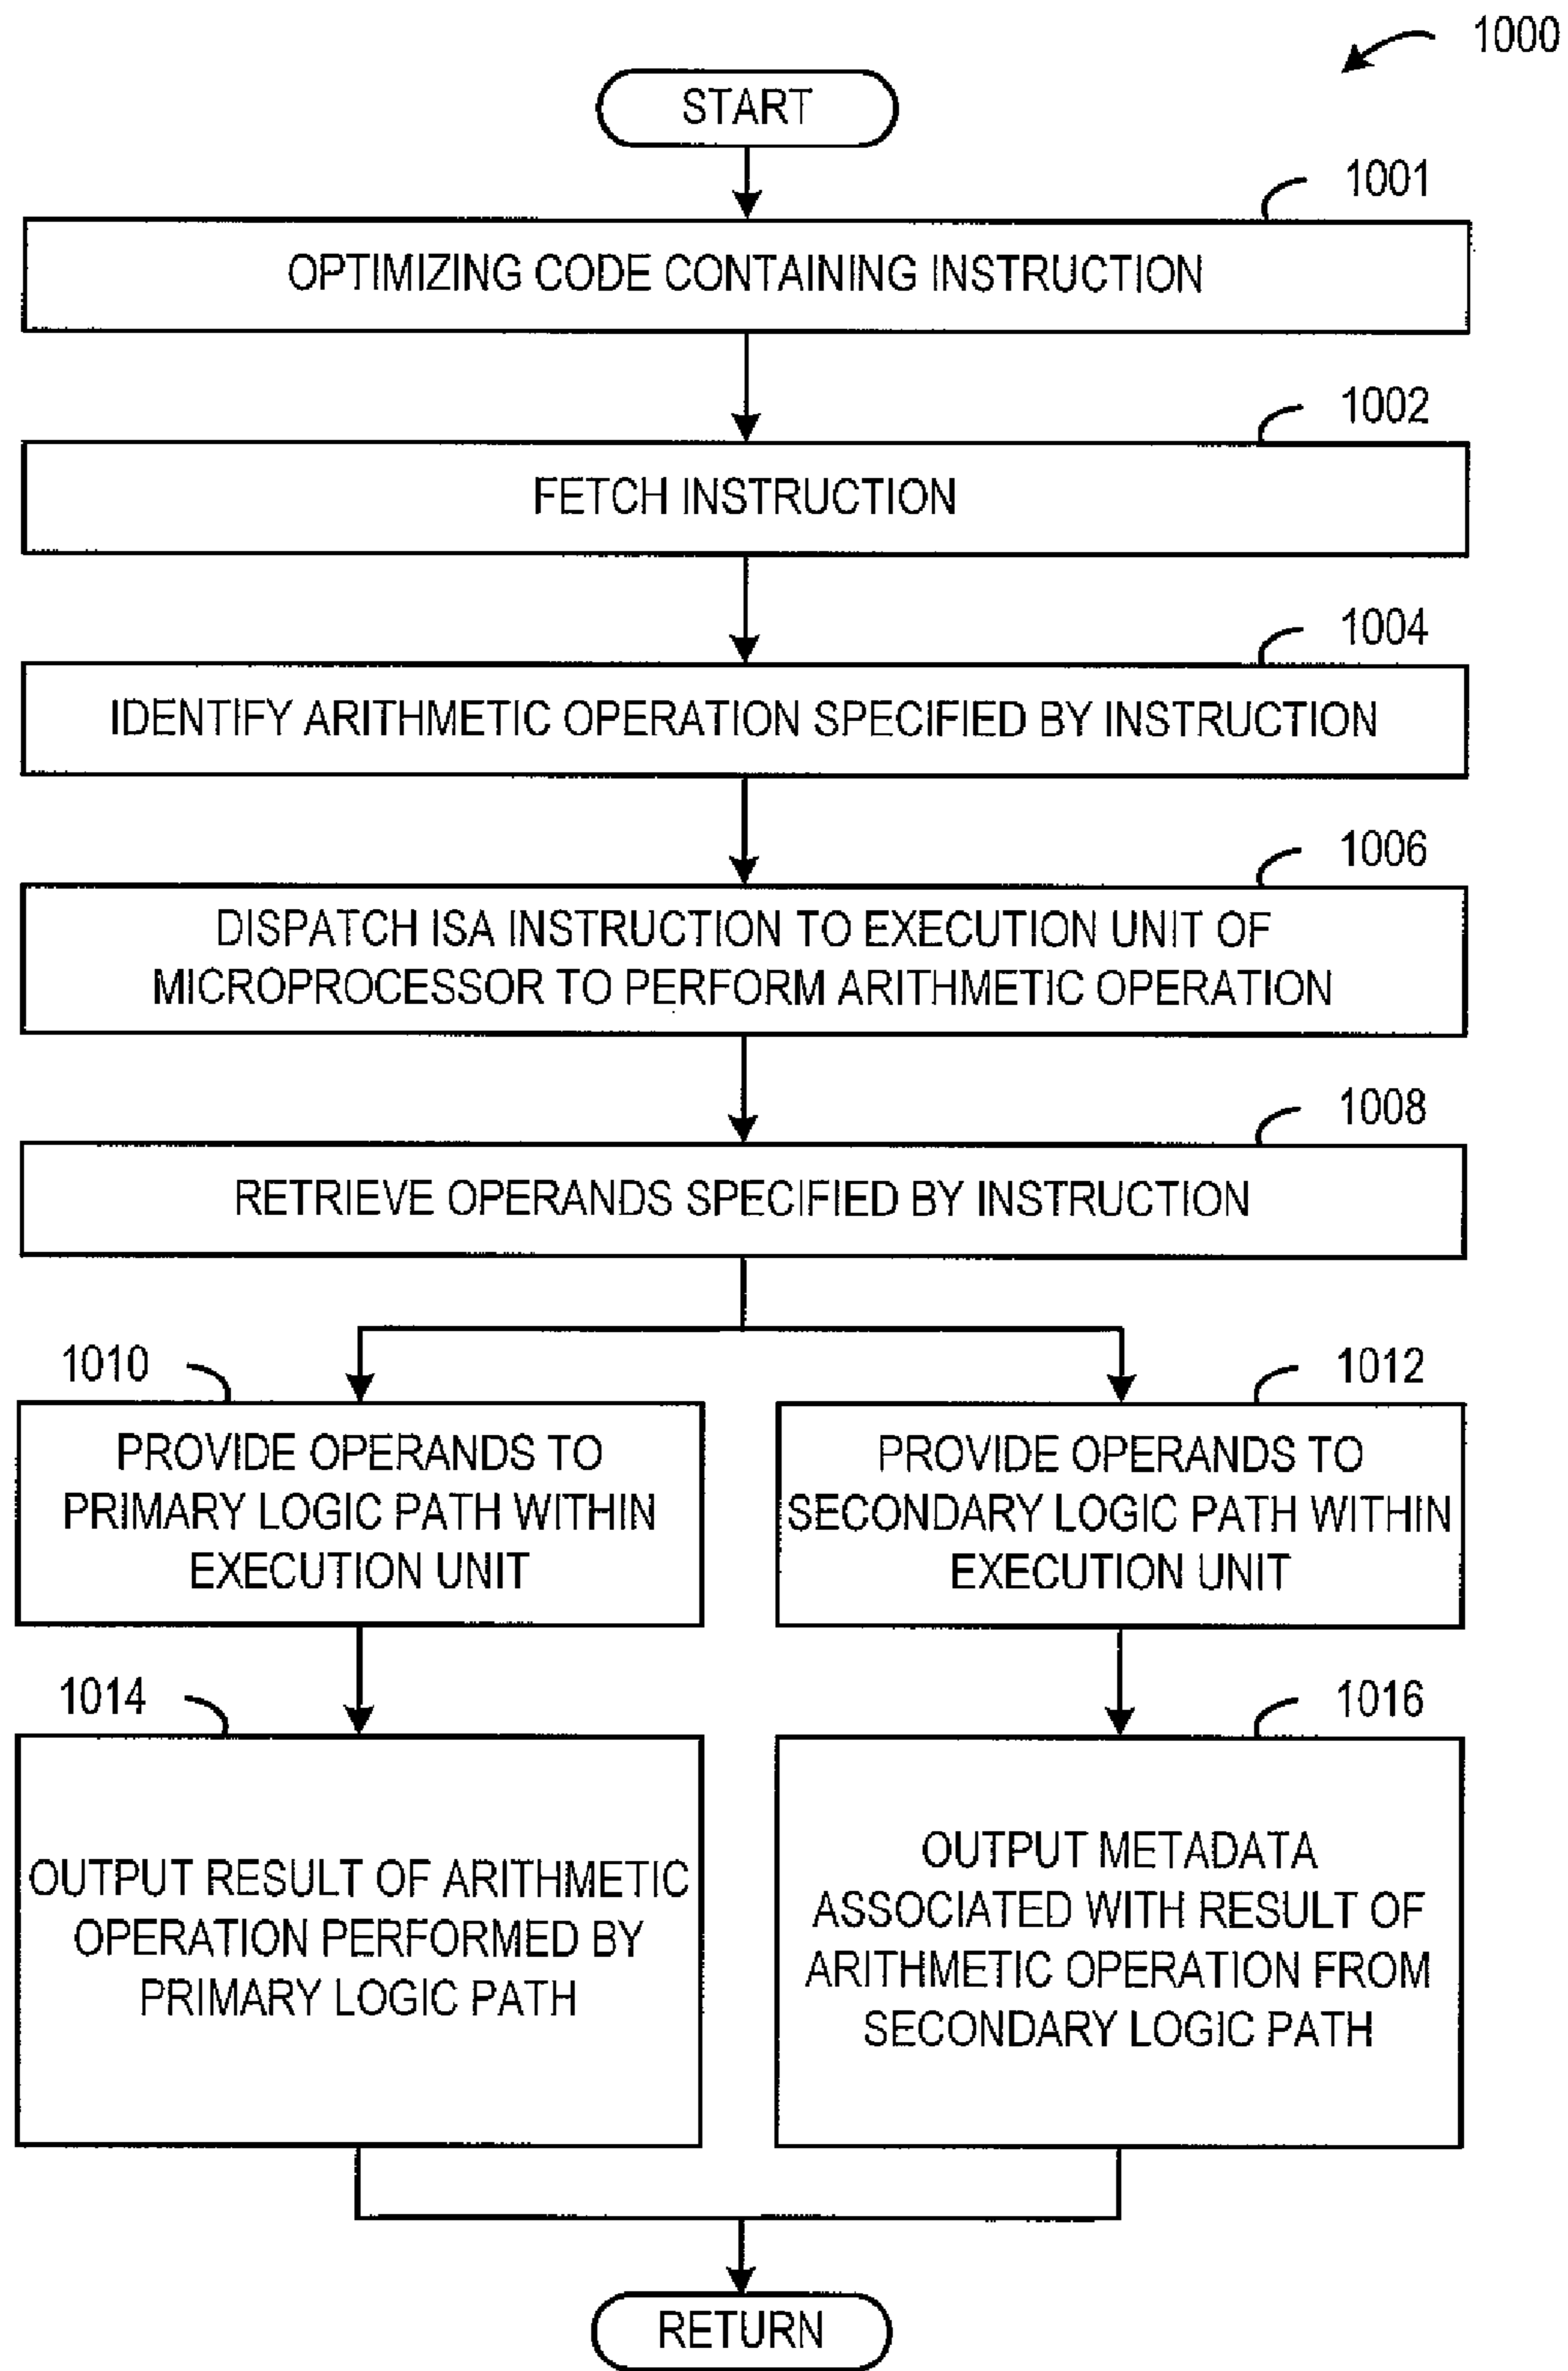 1000
START
1001
OPTIMIZING CODE CONTAINING INSTRUCTION
1002
FETCH INSTRUCTION
1004
IDENTIFY ARITHMETIC OPERATION SPECIFIED BY INSTRUCTION
1006
DISPATCH ISA INSTRUCTION TO EXECUTION UNIT OF
MICROPROCESSOR TO PERFORM ARITHMETIC OPERATION
1008
RETRIEVE OPERANDS SPECIFIED BY INSTRUCTION
1010
PROVIDE OPERANDS TO
PRIMARY LOGIC PATH WITHIN
EXECUTION UNIT
1012
PROVIDE OPERANDS TO
SECONDARY LOGIC PATH WITHIN
EXECUTION UNIT
1014
OUTPUT RESULT OF ARITHMETIC
OPERATION PERFORMED BY
PRIMARY LOGIC PATH
1016
OUTPUT METADATA
ASSOCIATED WITH RESULT OF
ARITHMETIC OPERATION FROM
SECONDARY LOGIC PATH
RETURN